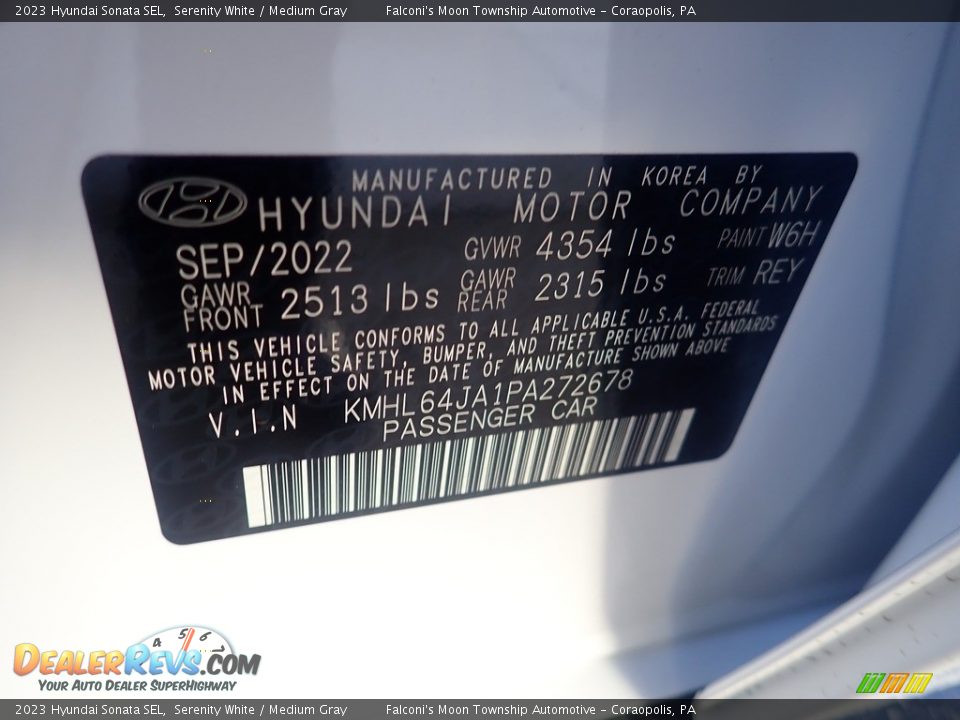 2023 Hyundai Sonata SEL, Serenity White / Medium Gray Falconi's Moon Township Automotive - Coraopolis, PA
MANUFACTURED IN KOREA BY
HYUNDAI MOTOR COMPANY
SEP/2022 GVWR 4354 lbs PAINT W6H
GAWR FRONT 2513 lbs GAWR REAR 2315 lbs TRIM REY
THIS VEHICLE CONFORMS TO ALL APPLICABLE U.S.A. FEDERAL
MOTOR VEHICLE SAFETY, BUMPER, AND THEFT PREVENTION STANDARDS
IN EFFECT ON THE DATE OF MANUFACTURE SHOWN ABOVE
V.I.N KMHL64JA1PA272678
PASSENGER CAR
4 5 6 7
DEALERREVS.COM
YOUR AUTO DEALER SUPERHIGHWAY
2023 Hyundai Sonata SEL, Serenity White / Medium Gray Falconi's Moon Township Automotive - Coraopolis, PA